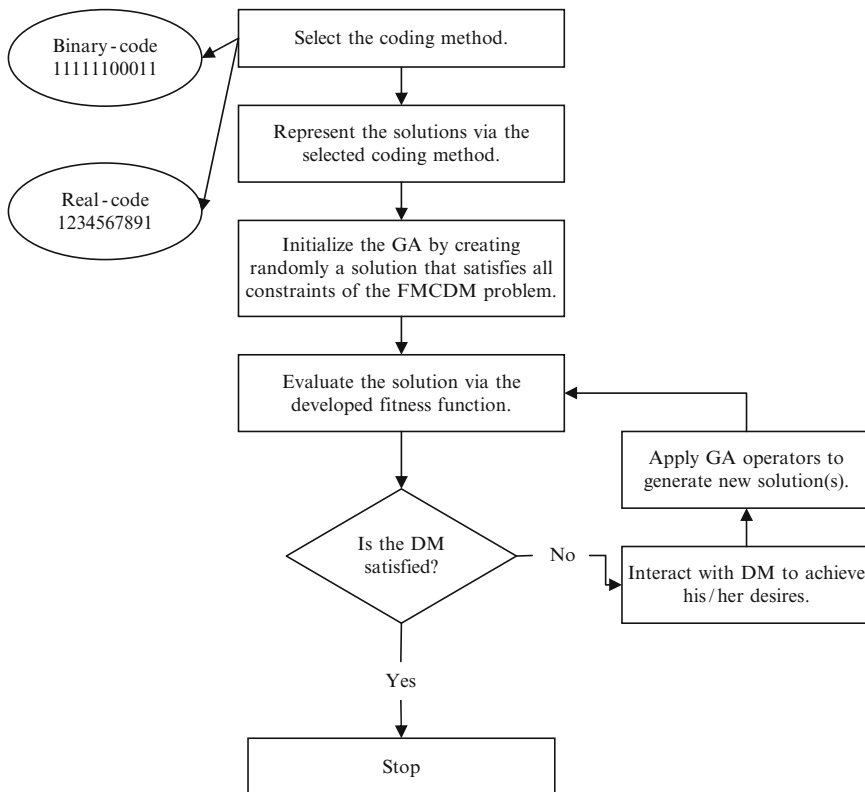 Binary-code
11111100011
Select the coding method.
Represent the solutions via the
selected coding method.
Real-code
1234567891
Initialize the GA by creating
randomly a solution that satisfies all
constraints of the FMCDM problem.
Evaluate the solution via the
developed fitness function.
Apply GA operators to
generate new solution(s).
Is the DM
satisfied?
No
Interact with DM to achieve
his/her desires.
Yes
Stop